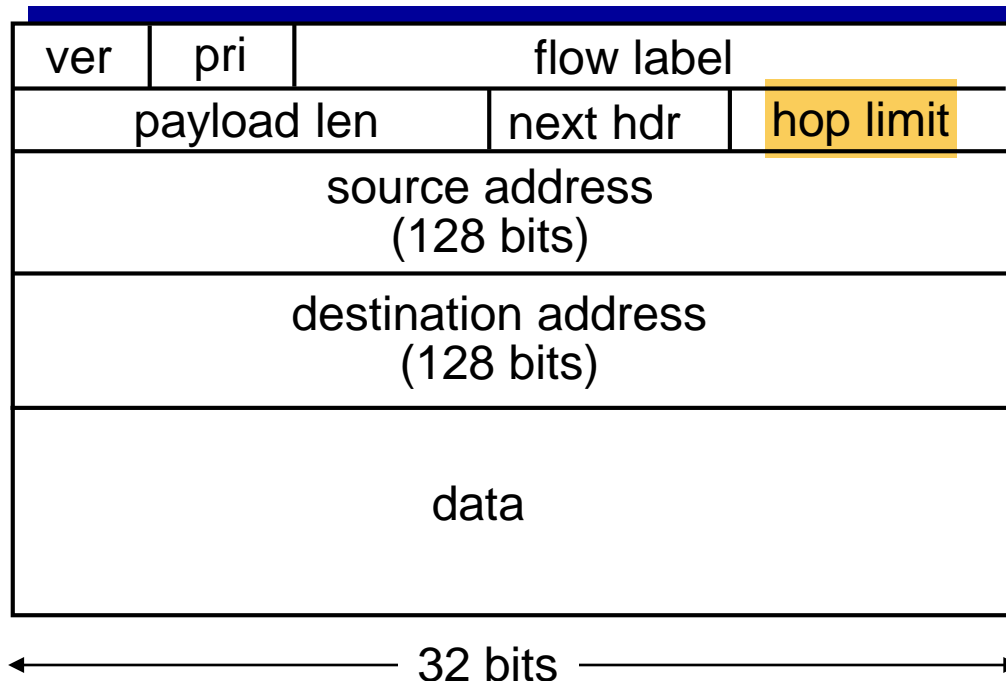 ver pri flow label
payload len next hdr hop limit
source address
(128 bits)
destination address
(128 bits)
data
32 bits